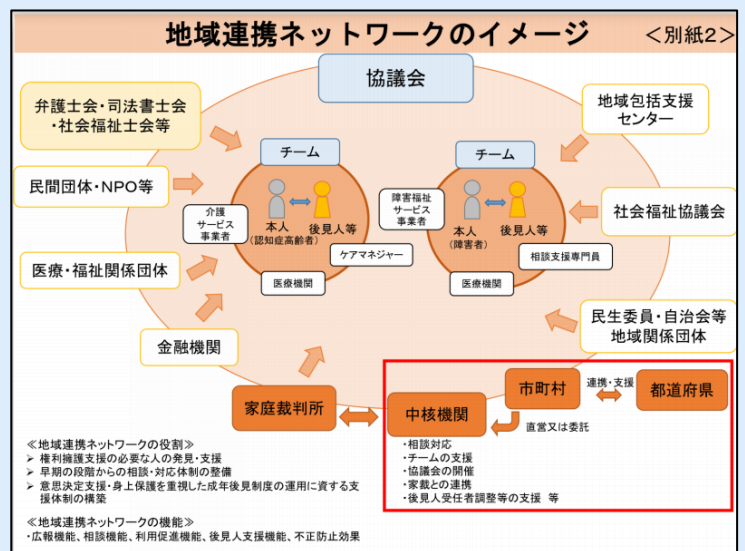 地域連携ネットワークのイメージ
<別紙2>
協議会
弁護士会・司法書士会
・社会福祉士会等
民間団体・NPO等
医療・福祉関係団体
金融機関
チーム
本人
(認知症高齢者)
後見人等
介護
サービス
事業者
ケアマネジャー
医療機関
チーム
本人
(障害者)
後見人等
障害福祉
サービス
事業者
相談支援専門員
医療機関
地域包括支援
センター
社会福祉協議会
民生委員・自治会等
地域関係団体
家庭裁判所
中核機関
市町村
連携・支援
都道府県
直営又は委託
・相談対応
・チームの支援
・協議会の開催
・家裁との連携
・後見人受任者調整等の支援 等
≪地域連携ネットワークの役割≫
➢ 権利擁護支援の必要な人の発見・支援
➢ 早期の段階からの相談・対応体制の整備
➢ 意思決定支援・身上保護を重視した成年後見制度の運用に資する支
援体制の構築
≪地域連携ネットワークの機能≫
・広報機能、相談機能、利用促進機能、後見人支援機能、不正防止効果